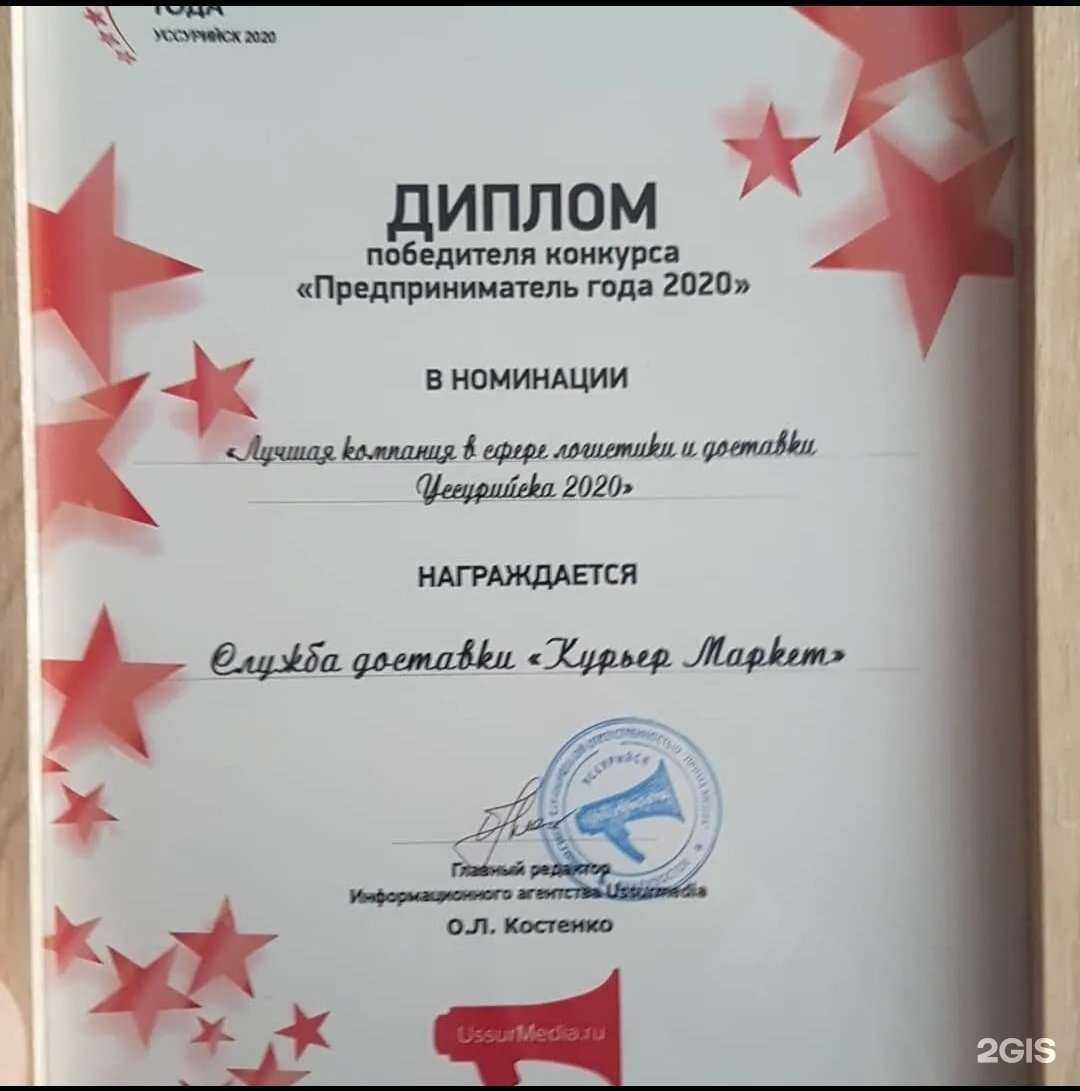 ГОДА
УССУРИЙСК 2020
ДИПЛОМ
победителя конкурса
«Предприниматель года 2020»
В НОМИНАЦИИ
«Лучшая компания в сфере логистики и доставки
Уссурийска 2020»
НАГРАЖДАЕТСЯ
Служба доставки «Курьер Маркет»
УССУРИЙСК
Главный редактор
Информационного агентства Ussurmedia
О.Л. Костенко
UssurMedia.ru
2GIS